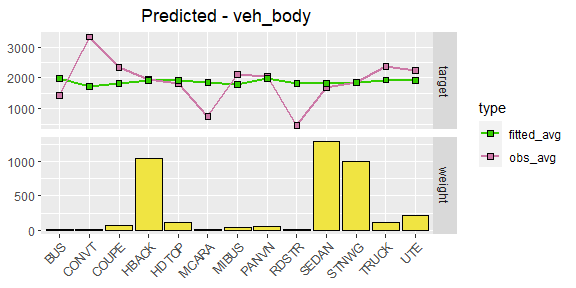 Predicted - veh_body
3000
2000
1000
target
1000
500
0
weight
BUS
CONVT
COUPE
HBACK
HDTOP
MCARA
MIBUS
PANVN
RDSTR
SEDAN
STNWG
TRUCK
UTE
type
fitted_avg
obs_avg